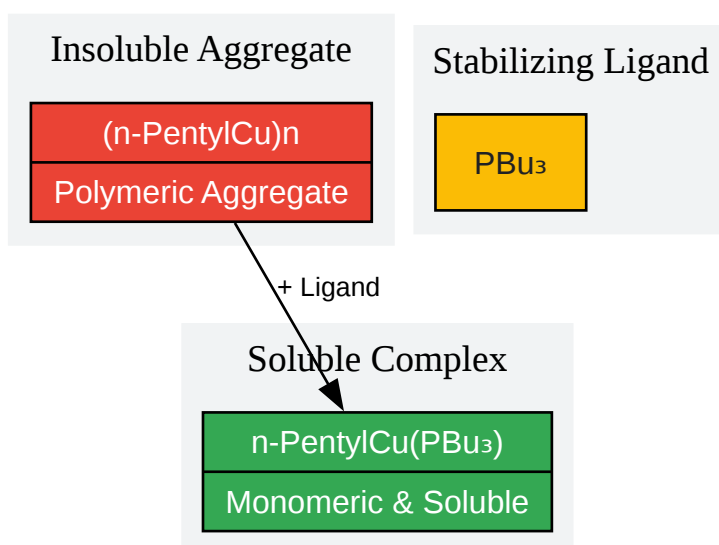 Insoluble Aggregate
(n-PentylCu)n
Polymeric Aggregate
Stabilizing Ligand
PBu₃
+ Ligand
Soluble Complex
n-PentylCu(PBu₃)
Monomeric & Soluble